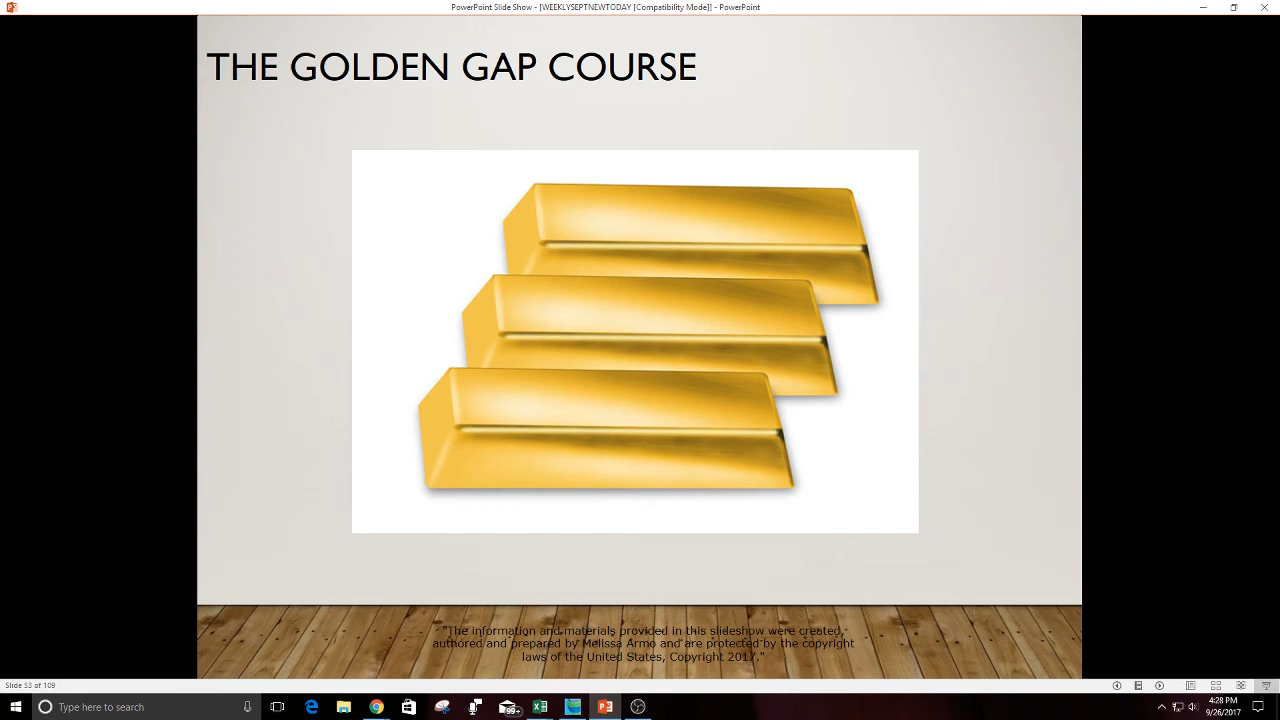 PowerPoint Slide Show - [WEEKLYSEPTNEWTODAY [Compatibility Mode]] - PowerPoint
THE GOLDEN GAP COURSE
"The information and materials provided in this slideshow were created,
authored and prepared by Melissa Armo and are protected by the copyright
laws of the United States, Copyright 2017."
Slide 53 of 109
Type here to search
99+
4:28 PM
9/26/2017